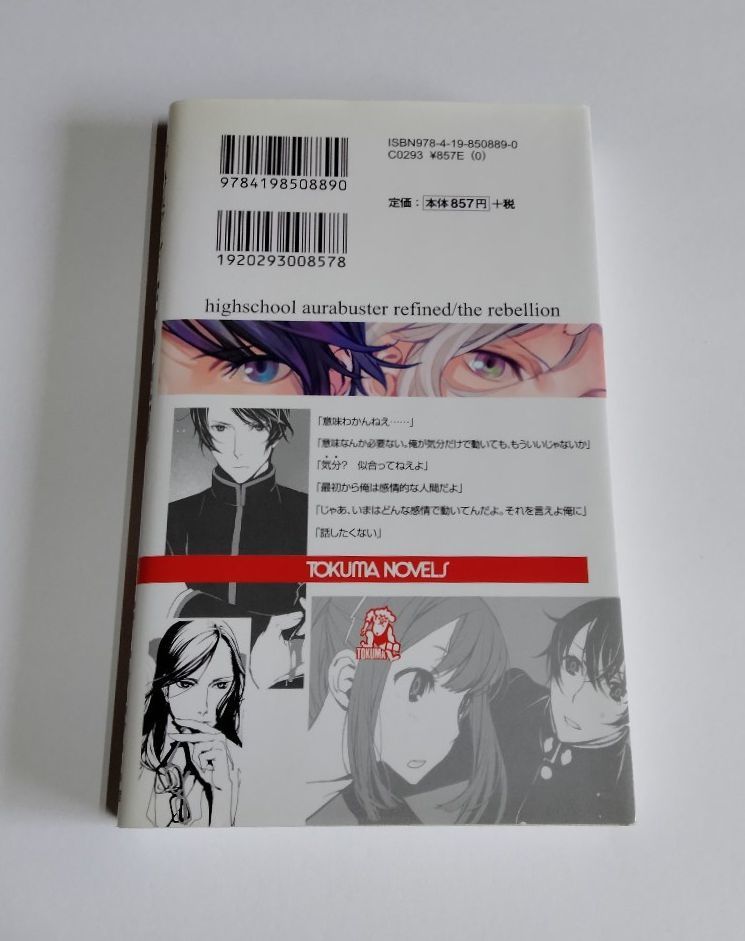 ISBN978-4-19-850889-0
C0293 ¥857E (0)
9784198508890
定価：本体857円+税
1920293008578
highschool aurabuster refined/the rebellion
「意味わかんねえ……」
「意味なんか必要ない。俺が気分だけで動いても、もういいじゃないか」
「気分？　似合ってねえよ」
「最初から俺は感情的な人間だよ」
「じゃあ、いまはどんな感情で動いてんだよ。それを言えよ俺に」
「話したくない」
TOKUMA NOVELS
TOKUMA